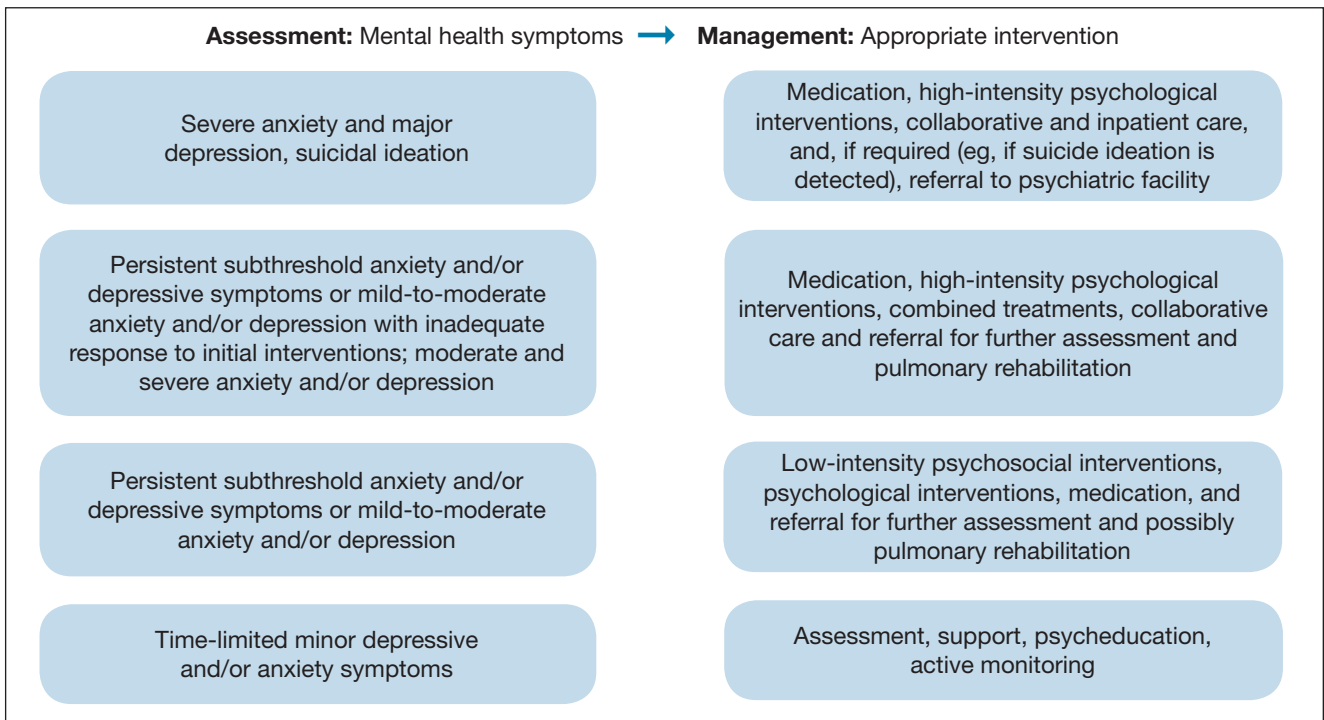 Assessment: Mental health symptoms → Management: Appropriate intervention
Severe anxiety and major
depression, suicidal ideation
Medication, high-intensity psychological
interventions, collaborative and inpatient care,
and, if required (eg, if suicide ideation is
detected), referral to psychiatric facility
Persistent subthreshold anxiety and/or
depressive symptoms or mild-to-moderate
anxiety and/or depression with inadequate
response to initial interventions; moderate and
severe anxiety and/or depression
Medication, high-intensity psychological
interventions, combined treatments, collaborative
care and referral for further assessment and
pulmonary rehabilitation
Persistent subthreshold anxiety and/or
depressive symptoms or mild-to-moderate
anxiety and/or depression
Low-intensity psychosocial interventions,
psychological interventions, medication, and
referral for further assessment and possibly
pulmonary rehabilitation
Time-limited minor depressive
and/or anxiety symptoms
Assessment, support, psycheducation,
active monitoring